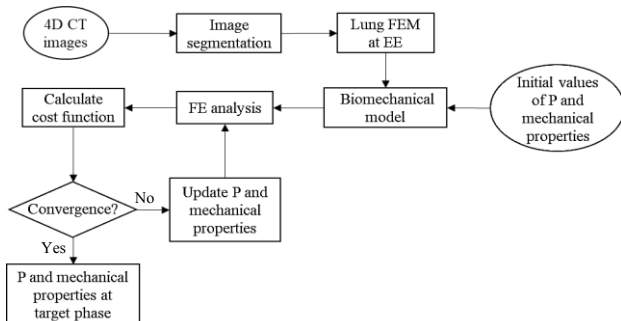 4D CT
images
Image
segmentation
Lung FEM
at EE
Initial values
of P and
mechanical
properties
Biomechanical
model
FE analysis
Calculate
cost function
Convergence?
No
Update P and
mechanical
properties
Yes
P and mechanical
properties at
target phase